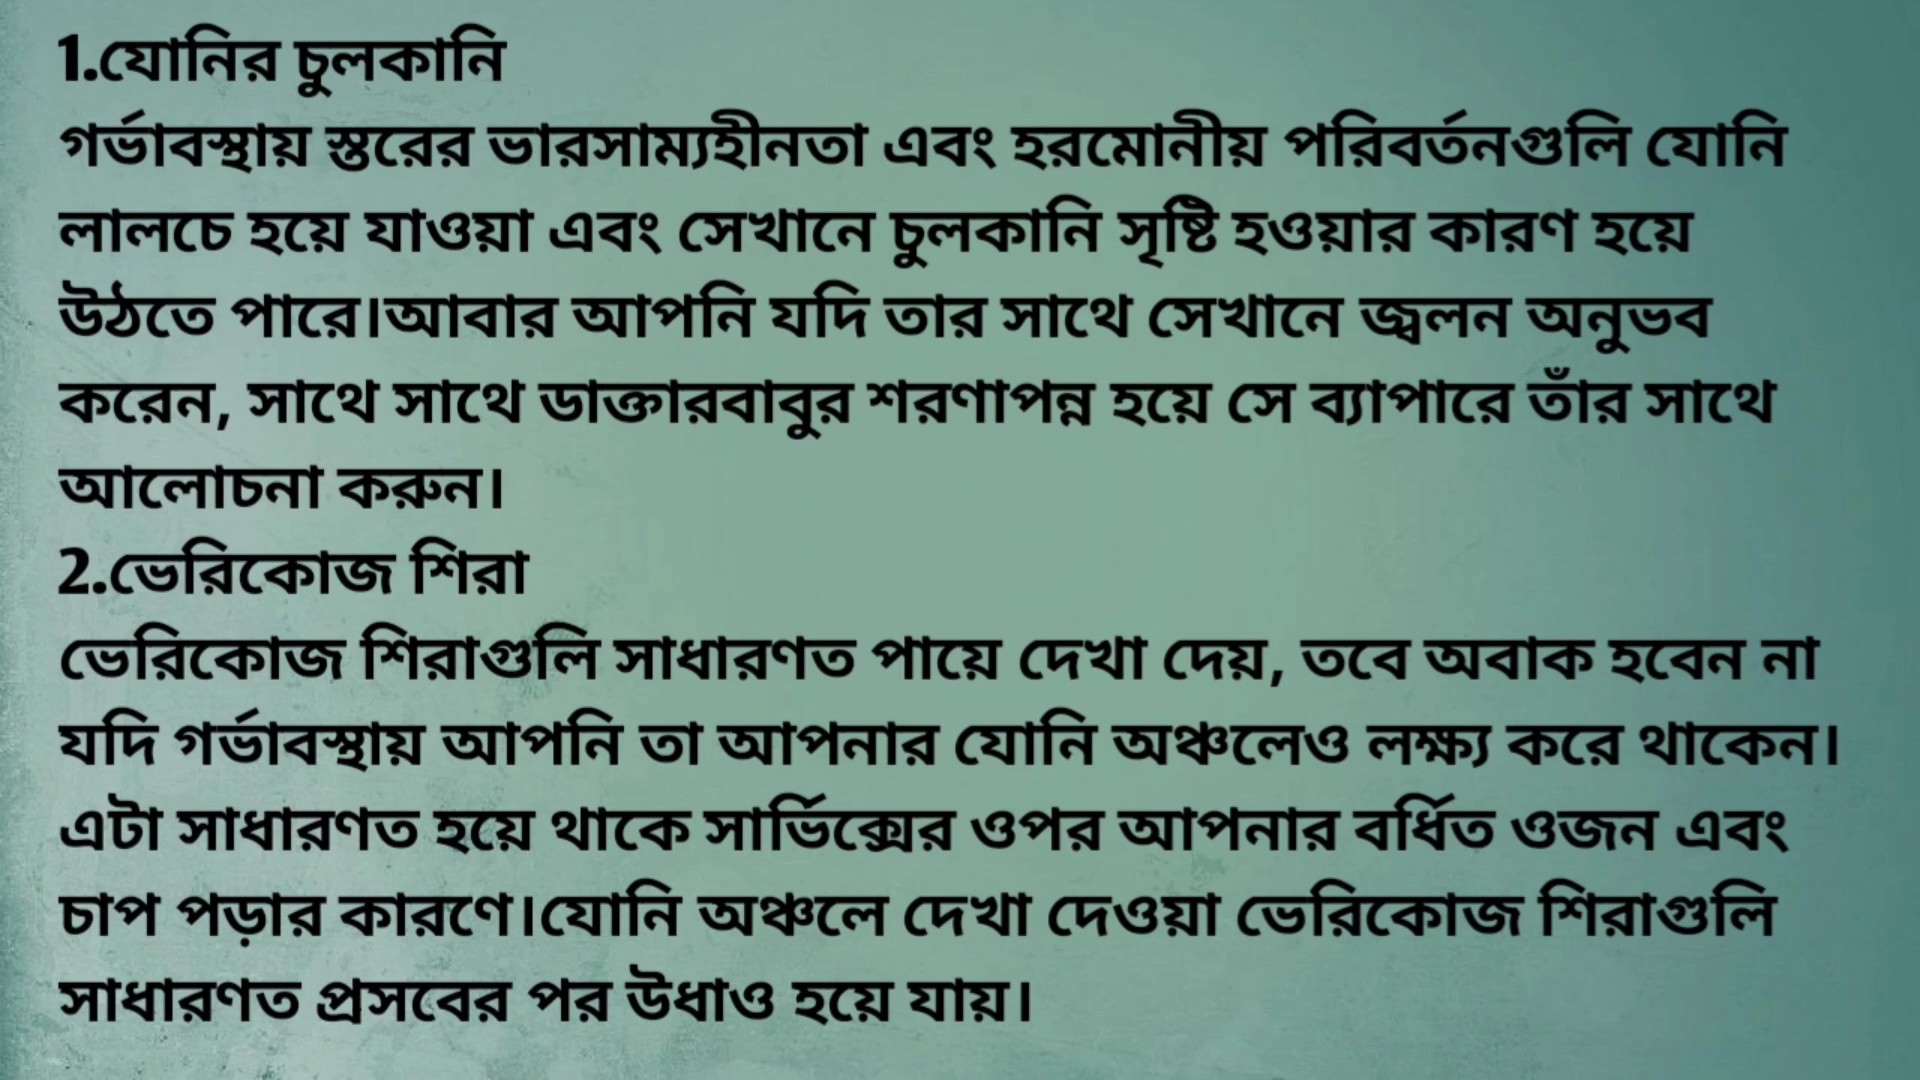 1.যোনির চুলকানি
গর্ভাবস্থায় স্তরের ভারসাম্যহীনতা এবং হরমোনীয় পরিবর্তনগুলি যোনি
লালচে হয়ে যাওয়া এবং সেখানে চুলকানি সৃষ্টি হওয়ার কারণ হয়ে
উঠতে পারে।আবার আপনি যদি তার সাথে সেখানে জ্বলন অনুভব
করেন, সাথে সাথে ডাক্তারবাবুর শরণাপন্ন হয়ে সে ব্যাপারে তাঁর সাথে
আলোচনা করুন।
2.ভেরিকোজ শিরা
ভেরিকোজ শিরাগুলি সাধারণত পায়ে দেখা দেয়, তবে অবাক হবেন না
যদি গর্ভাবস্থায় আপনি তা আপনার যোনি অঞ্চলেও লক্ষ্য করে থাকেন।
এটা সাধারণত হয়ে থাকে সার্ভিক্সের ওপর আপনার বর্ধিত ওজন এবং
চাপ পড়ার কারণে।যোনি অঞ্চলে দেখা দেওয়া ভেরিকোজ শিরাগুলি
সাধারণত প্রসবের পর উধাও হয়ে যায়।